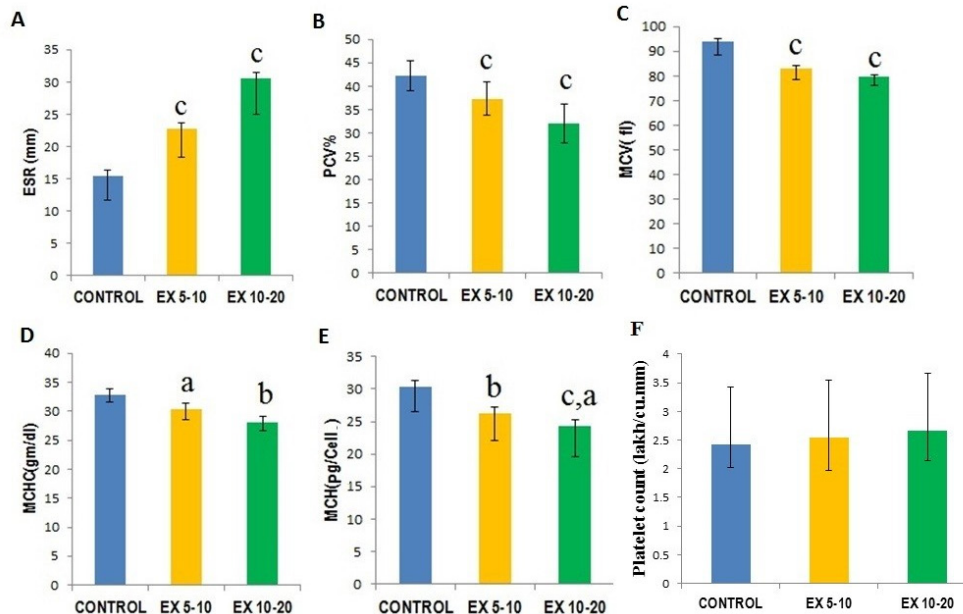 A
ESR (mm)
35
30
25
20
15
10
5
0
c
c
CONTROL EX 5-10 EX 10-20
B
PCV%
50
45
40
35
30
25
20
15
10
5
0
c
c
CONTROL EX 5-10 EX 10-20
C
MCV( fl)
100
90
80
70
60
50
40
30
20
10
0
c
c
CONTROL EX 5-10 EX 10-20
D
MCHC(gm/dl)
40
35
30
25
20
15
10
5
0
a
b
CONTROL EX 5-10 EX 10-20
E
MCH(pg/Cell -
35
30
25
20
15
10
5
0
b
c,a
CONTROL EX 5-10 EX 10-20
F
Platelet count (lakh/cu.mm)
4
3.5
3
2.5
2
1.5
1
0.5
0
CONTROL EX 5-10 EX 10-20